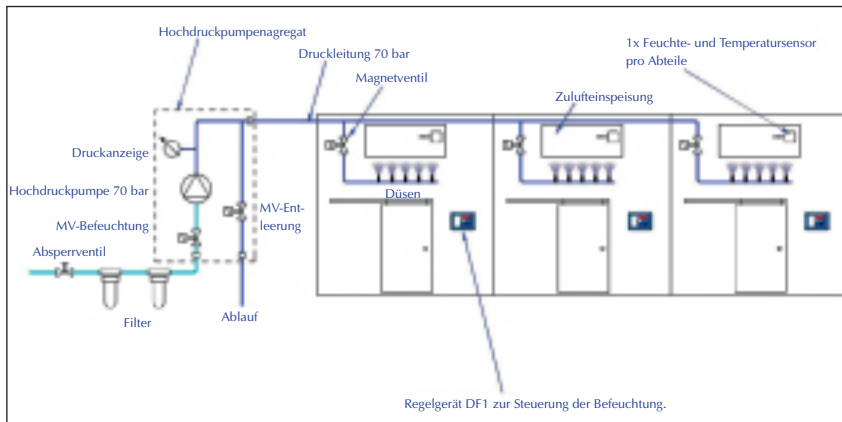 Hochdruckpumpenagregat
Druckleitung 70 bar
Magnetventil
1x Feuchte- und Temperatursensor
pro Abteile
Zulufteinspeisung
Druckanzeige
Hochdruckpumpe 70 bar
Düsen
MV-Befeuchtung
MV-Ent-
leerung
Absperrventil
Filter
Ablauf
Regelgerät DF1 zur Steuerung der Befeuchtung.